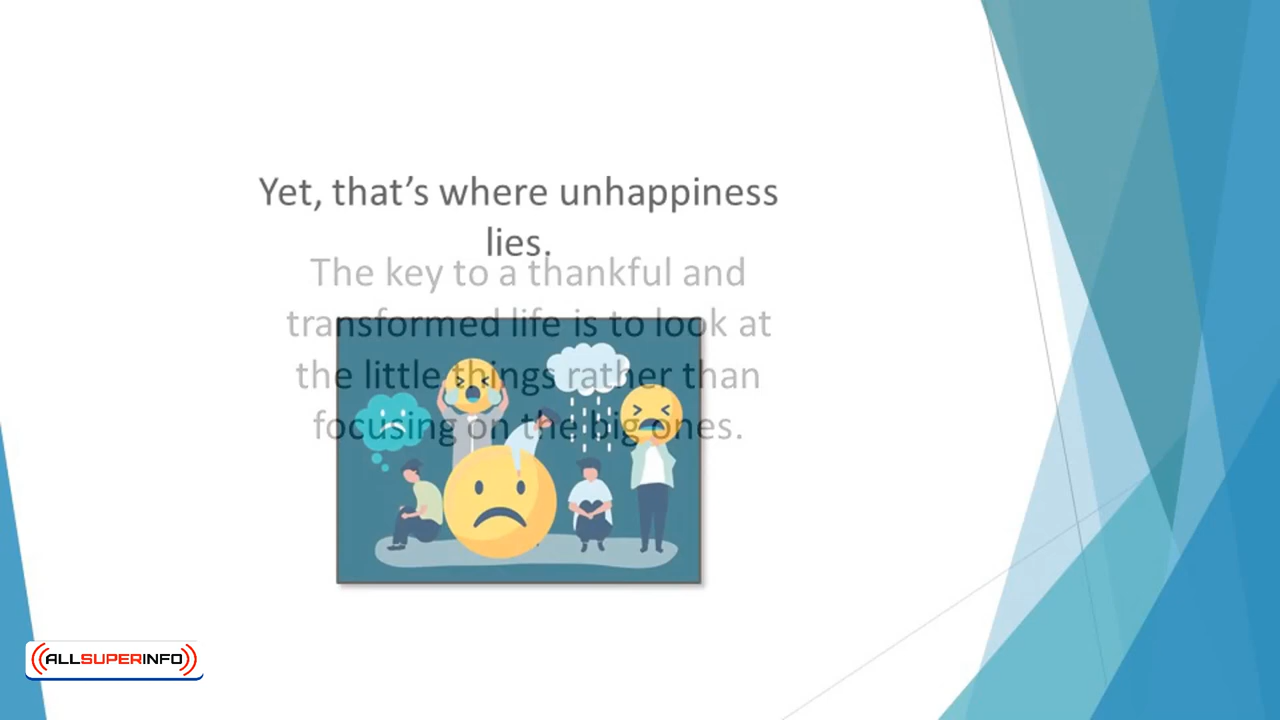 Yet, that’s where unhappiness
lies.
The key to a thankful and
transformed life is to look at
the little things rather than
focusing on the big ones.
ALLSUPERINFO